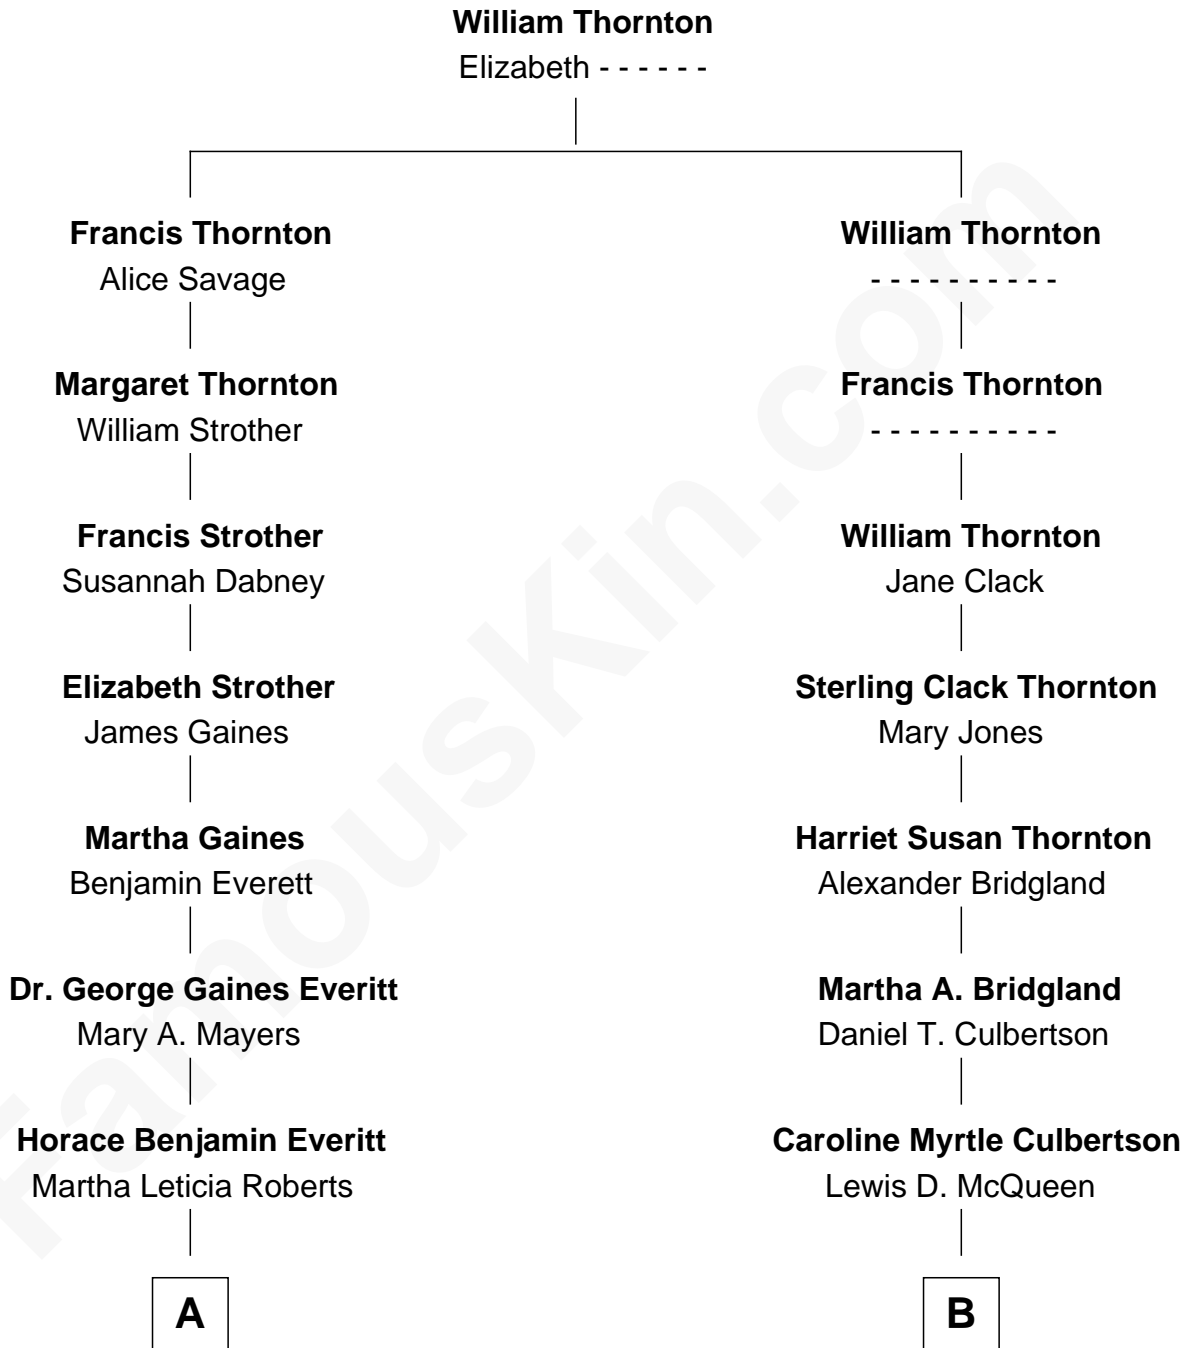 William Thornton
Elizabeth - - - - - -
Francis Thornton
Alice Savage
William Thornton
- - - - - - - - - -
Margaret Thornton
William Strother
Francis Thornton
- - - - - - - - - -
Francis Strother
Susannah Dabney
William Thornton
Jane Clack
Elizabeth Strother
James Gaines
Sterling Clack Thornton
Mary Jones
Martha Gaines
Benjamin Everett
Harriet Susan Thornton
Alexander Bridgland
Dr. George Gaines Everitt
Mary A. Mayers
Martha A. Bridgland
Daniel T. Culbertson
Horace Benjamin Everitt
Martha Leticia Roberts
Caroline Myrtle Culbertson
Lewis D. McQueen
A
B
FamousKin.com